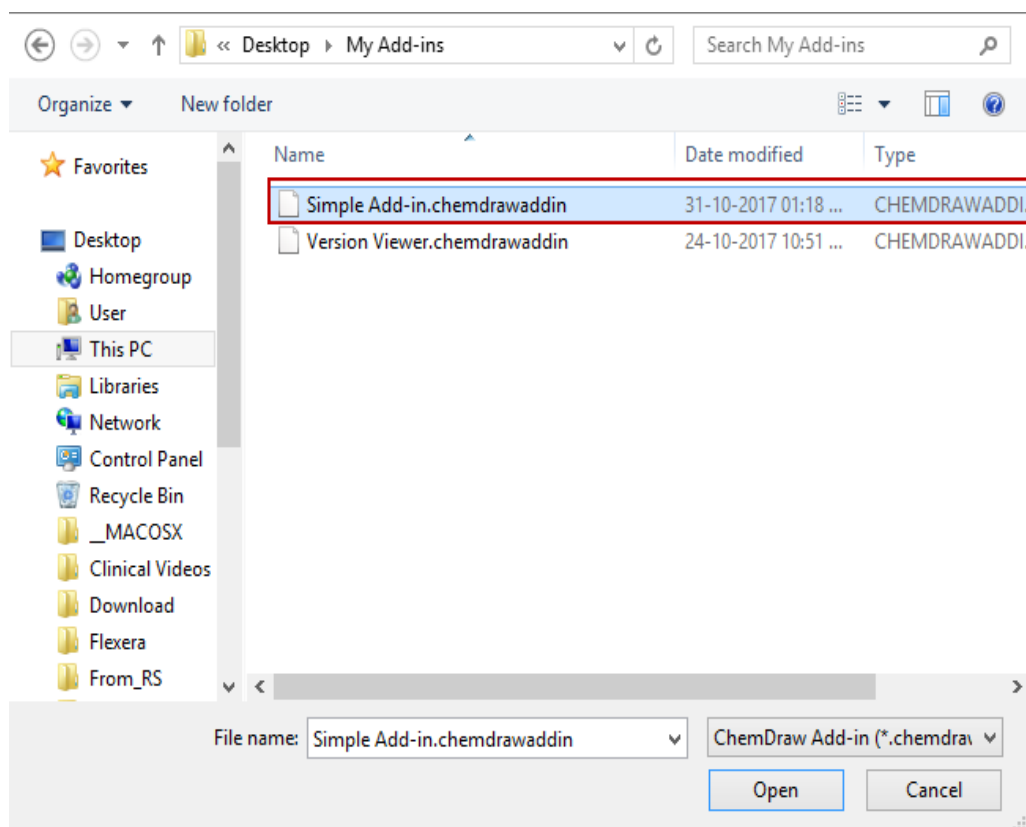 « Desktop My Add-ins
Search My Add-ins
Organize New folder
Name Date modified Type
Favorites
Simple Add-in.chemdrawaddin 31-10-2017 01:18 ... CHEMDRAWADDI.
Desktop
Version Viewer.chemdrawaddin 24-10-2017 10:51 ... CHEMDRAWADDI.
Homegroup
User
This PC
Libraries
Network
Control Panel
Recycle Bin
__MACOSX
Clinical Videos
Download
Flexera
From_RS
File name: Simple Add-in.chemdrawaddin
ChemDraw Add-in (*.chemdrav
Open Cancel